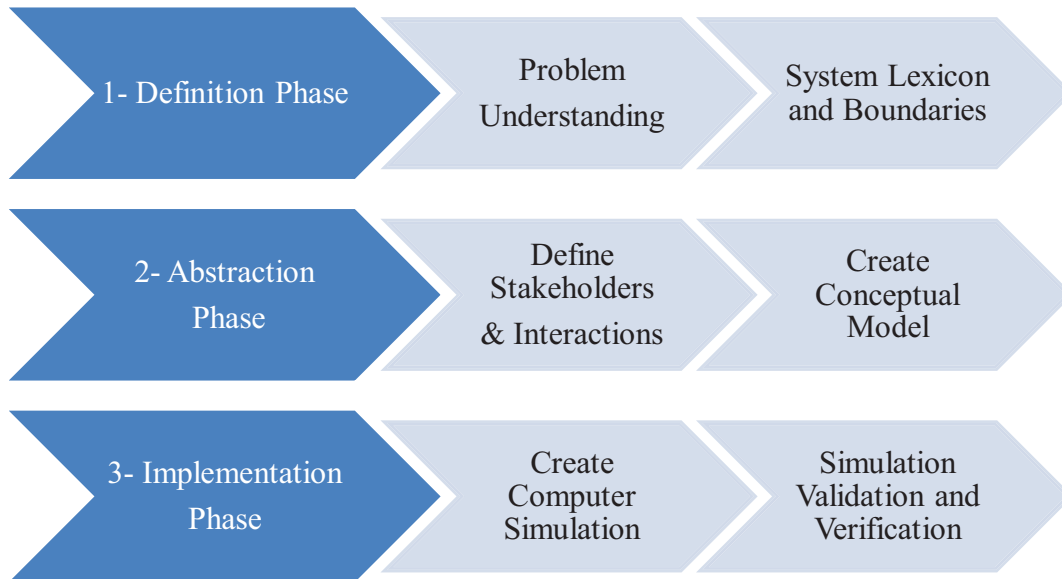 1- Definition Phase
Problem
Understanding
System Lexicon
and Boundaries
2- Abstraction
Phase
Define
Stakeholders
& Interactions
Create
Conceptual
Model
3- Implementation
Phase
Create
Computer
Simulation
Simulation
Validation and
Verification